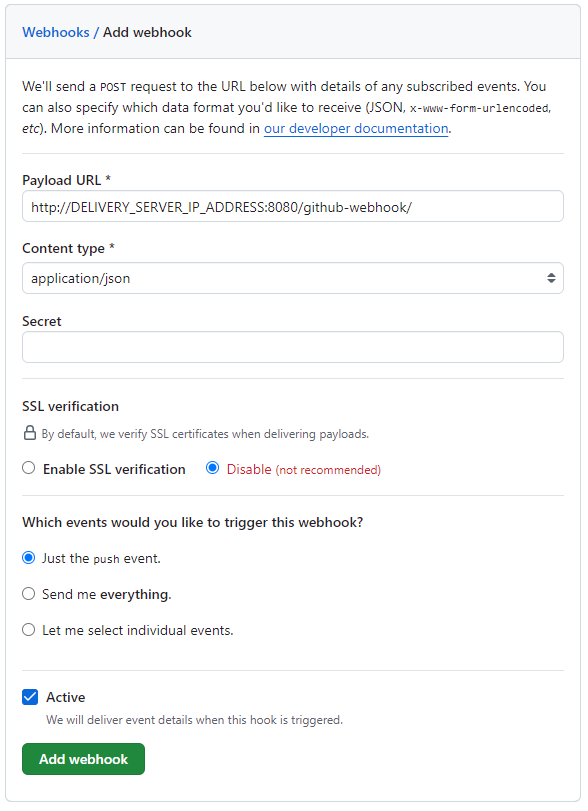 Webhooks / Add webhook
We'll send a POST request to the URL below with details of any subscribed events. You
can also specify which data format you'd like to receive (JSON, x-www-form-urlencoded,
etc). More information can be found in our developer documentation.
Payload URL *
http://DELIVERY_SERVER_IP_ADDRESS:8080/github-webhook/
Content type *
application/json
Secret
SSL verification
By default, we verify SSL certificates when delivering payloads.
Enable SSL verification Disable (not recommended)
Which events would you like to trigger this webhook?
Just the push event.
Send me everything.
Let me select individual events.
Active
We will deliver event details when this hook is triggered.
Add webhook